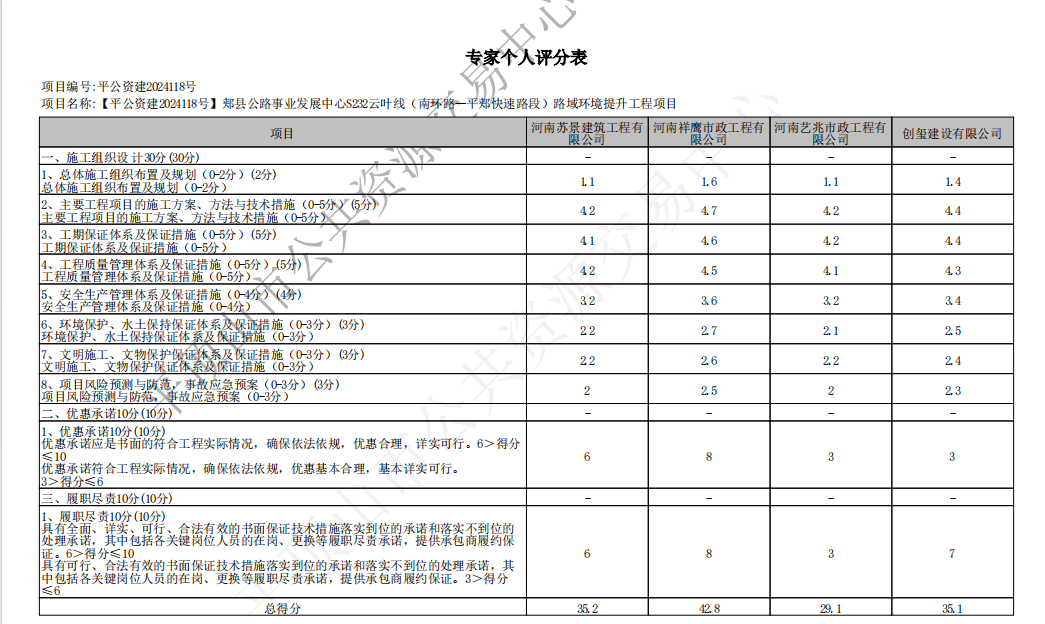 专家个人评分表
项目编号:平公资建2024118号
项目名称:【平公资建2024118号】郏县公路事业发展中心S232云叶线（南环路—平郏快速路段）路域环境提升工程项目
项目 河南苏景建筑工程有限公司 河南祥鹰市政工程有限公司 河南艺兆市政工程有限公司 创玺建设有限公司
一、施工组织设计30分(30分) - - - -
1、总体施工组织布置及规划（0-2分）(2分)
总体施工组织布置及规划（0-2分） 1.1 1.6 1.1 1.4
2、主要工程项目的施工方案、方法与技术措施（0-5分）(5分)
主要工程项目的施工方案、方法与技术措施（0-5分） 4.2 4.7 4.2 4.4
3、工期保证体系及保证措施（0-5分）(5分)
工期保证体系及保证措施（0-5分） 4.1 4.6 4.2 4.4
4、工程质量管理体系及保证措施（0-5分）(5分)
工程质量管理体系及保证措施（0-5分） 4.2 4.5 4.1 4.3
5、安全生产管理体系及保证措施（0-4分）(4分)
安全生产管理体系及保证措施（0-4分） 3.2 3.6 3.2 3.4
6、环境保护、水土保持保证体系及保证措施（0-3分）(3分)
环境保护、水土保持保证体系及保证措施（0-3分） 2.2 2.7 2.1 2.5
7、文明施工、文物保护保证体系及保证措施（0-3分）(3分)
文明施工、文物保护保证体系及保证措施（0-3分） 2.2 2.6 2.2 2.4
8、项目风险预测与防范，事故应急预案（0-3分）(3分)
项目风险预测与防范，事故应急预案（0-3分） 2 2.5 2 2.3
二、优惠承诺10分(10分) - - - -
1、优惠承诺10分(10分)
优惠承诺应是书面的符合工程实际情况，确保依法依规，优惠合理，详实可行。6＞得分
≤10
优惠承诺符合工程实际情况，确保依法依规，优惠基本合理，基本详实可行。
3＞得分≤6
6 8 3 3
三、履职尽责10分(10分) - - - -
1、履职尽责10分(10分)
具有全面、详实、可行、合法有效的书面保证技术措施落实到位的承诺和落实不到位的
处理承诺，其中包括各关键岗位人员的在岗、更换等履职尽责承诺，提供承包商履约保
证。6＞得分≤10
具有可行、合法有效的书面保证技术措施落实到位的承诺和落实不到位的处理承诺，其
中包括各关键岗位人员的在岗、更换等履职尽责承诺，提供承包商履约保证。3＞得分
≤6
6 8 3 7
总得分 35.2 42.8 29.1 35.1
平顶山市公共资源交易中心
平顶山市公共资源交易中心